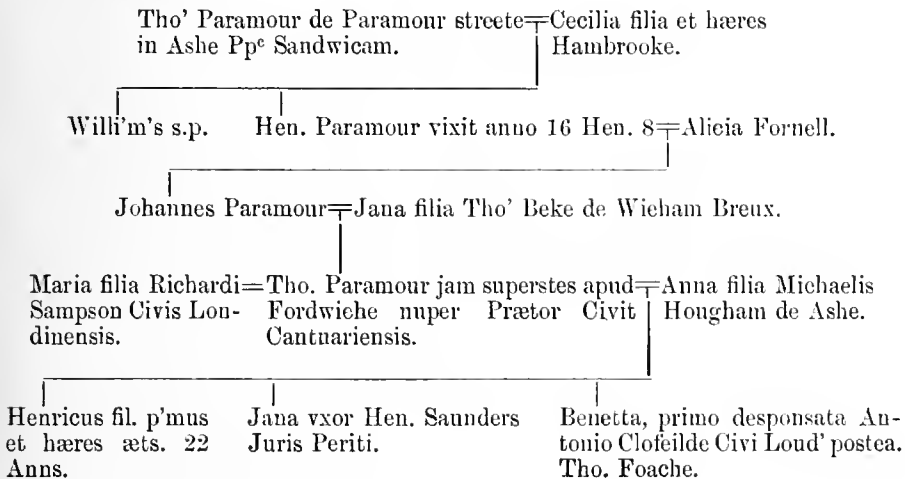 Tho' Paramour de Paramour streete Cecilia filia et hæres
in Ashe Ppᵉ Sandwicam. Hambrooke.
Willi'm's s.p. Hen. Paramour vixit anno 16 Hen. 8 Alicia Fornell.
Johannes Paramour Jana filia Tho' Beke de Wicham Breux.
Maria filia Richardi Tho. Paramour jam superstes apud Anna filia Michaelis
Sampson Civis Lon- Fordwiche nuper Prætor Civit Hougham de Ashe.
dinensis. Cantuariensis.
Henricus fil. p'mus Jana vxor Hen. Saunders Benetta, primo desponsata An-
et hæres æts. 22 Juris Periti. tonio Clofeilde Civi Loud' postea.
Anns. Tho. Foache.